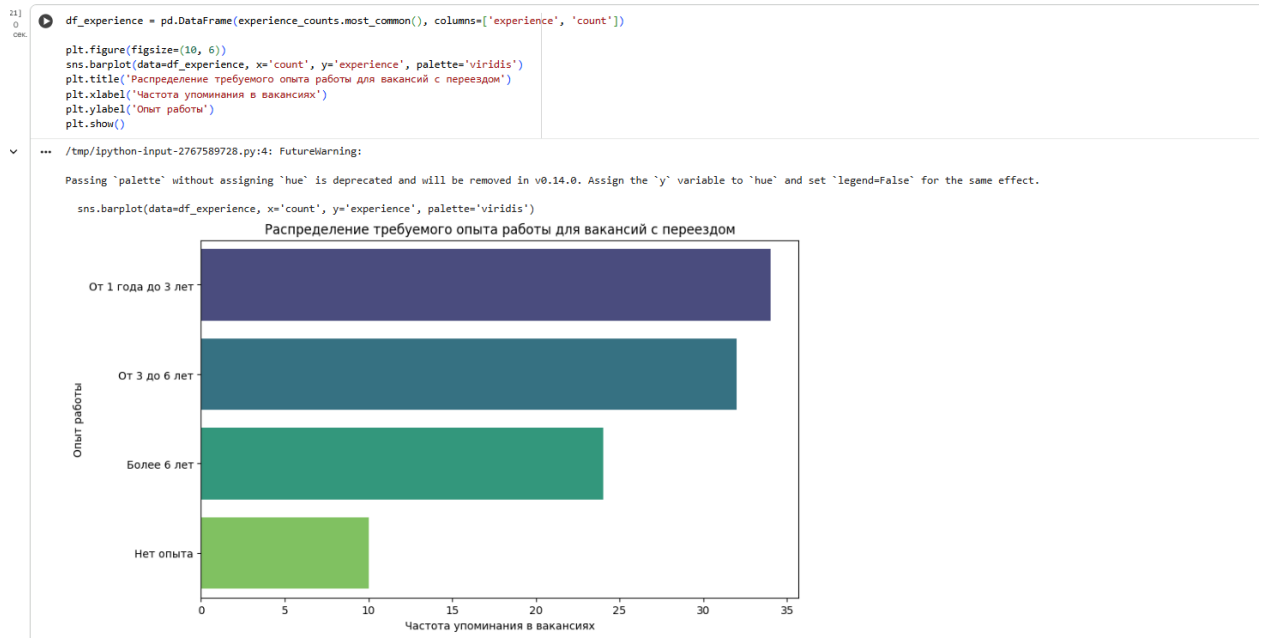 21]
0
сек.
df_experience = pd.DataFrame(experience_counts.most_common(), columns=['experience', 'count'])
plt.figure(figsize=(10, 6))
sns.barplot(data=df_experience, x='count', y='experience', palette='viridis')
plt.title('Распределение требуемого опыта работы для вакансий с переездом')
plt.xlabel('Частота упоминания в вакансиях')
plt.ylabel('Опыт работы')
plt.show()
/tmp/ipython-input-2767589728.py:4: FutureWarning:
Passing `palette` without assigning `hue` is deprecated and will be removed in v0.14.0. Assign the `y` variable to `hue` and set `legend=False` for the same effect.
sns.barplot(data=df_experience, x='count', y='experience', palette='viridis')
Распределение требуемого опыта работы для вакансий с переездом
От 1 года до 3 лет
От 3 до 6 лет
Более 6 лет
Нет опыта
Опыт работы
0 5 10 15 20 25 30 35
Частота упоминания в вакансиях